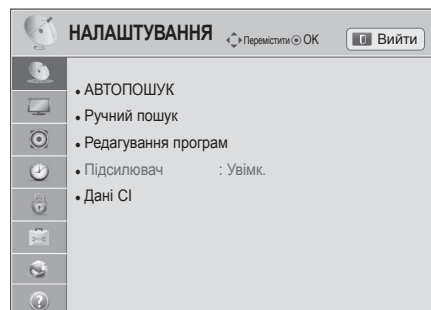 НАЛАШТУВАННЯ Перемістити OK Вийти
• АВТОПОШУК
• Ручний пошук
• Редагування програм
• Підсилювач : Увімк.
• Дані CI